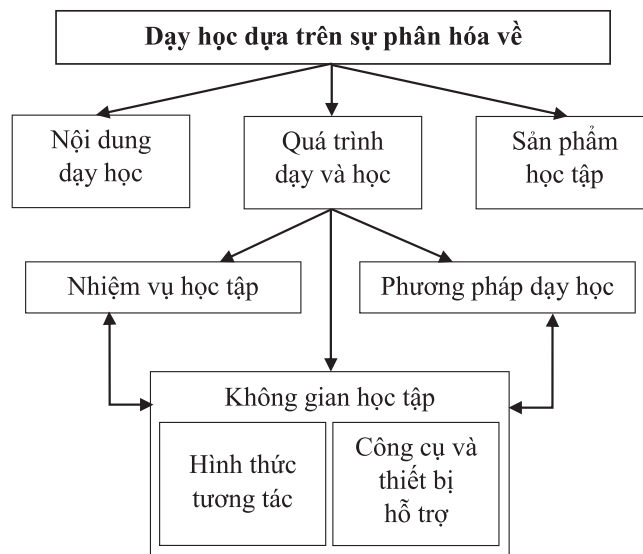 Dạy học dựa trên sự phân hóa về
Nội dung
dạy học
Quá trình
dạy và học
Sản phẩm
học tập
Nhiệm vụ học tập
Phương pháp dạy học
Không gian học tập
Hình thức
tương tác
Công cụ và
thiết bị
hỗ trợ